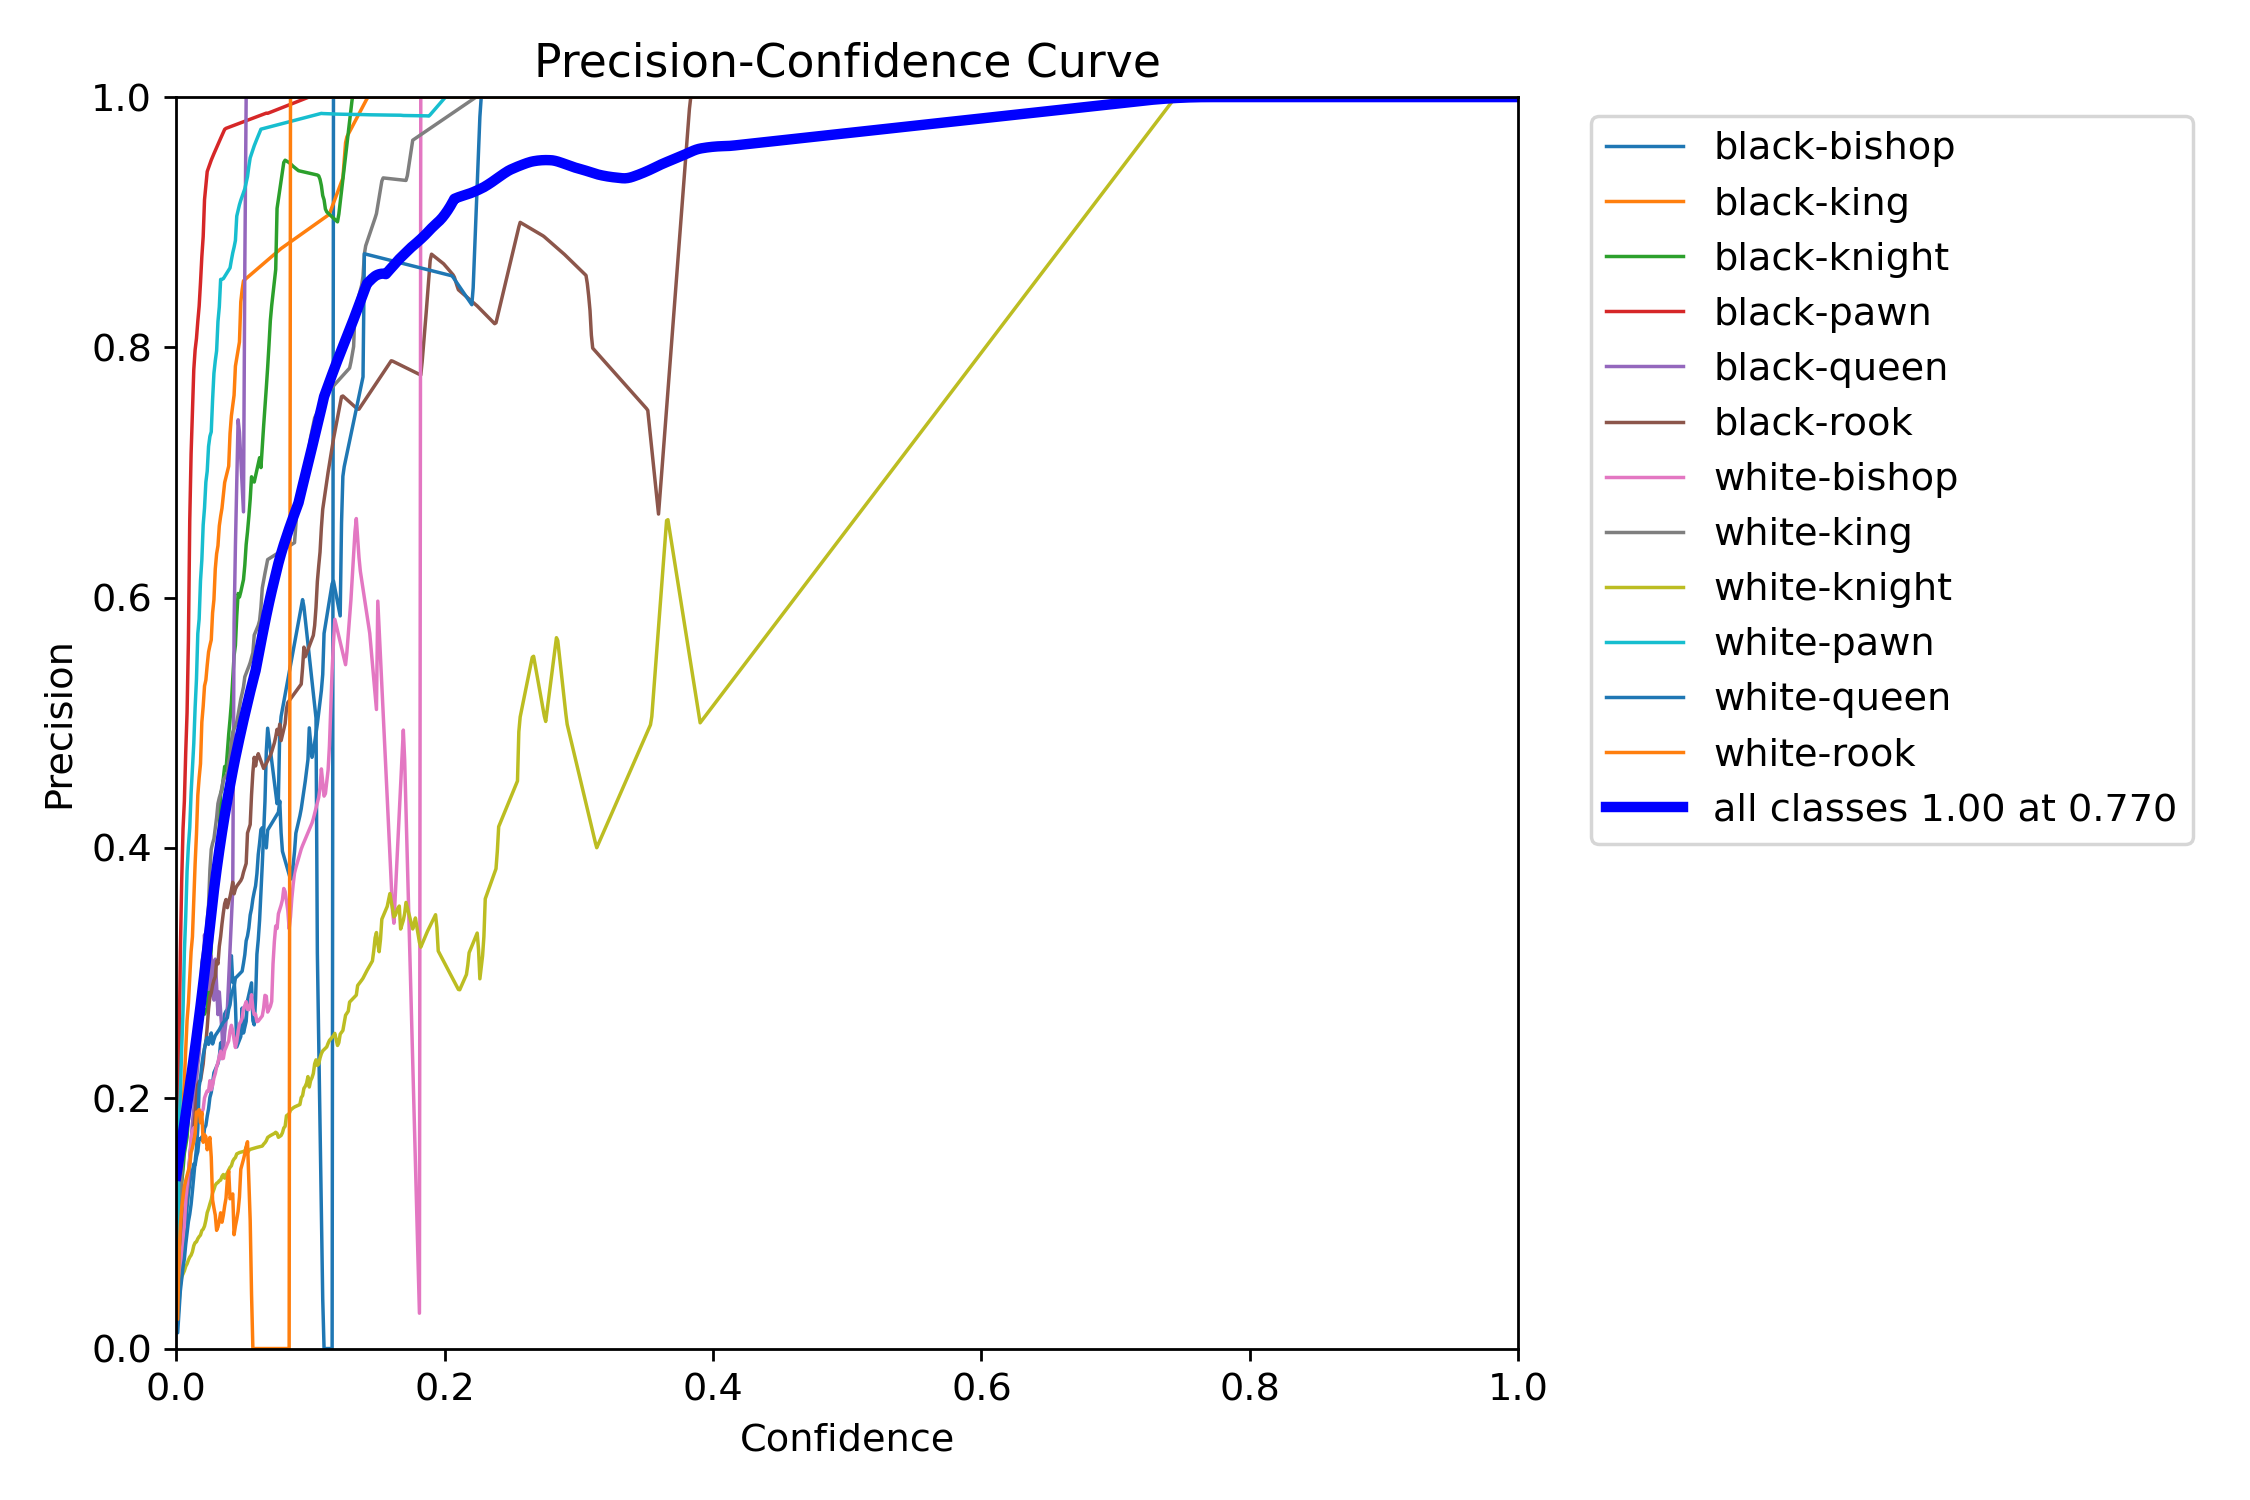 Precision-Confidence Curve
1.0
0.8
0.6
0.4
0.2
0.0
Precision
0.0 0.2 0.4 0.6 0.8 1.0
Confidence
black-bishop
black-king
black-knight
black-pawn
black-queen
black-rook
white-bishop
white-king
white-knight
white-pawn
white-queen
white-rook
all classes 1.00 at 0.770